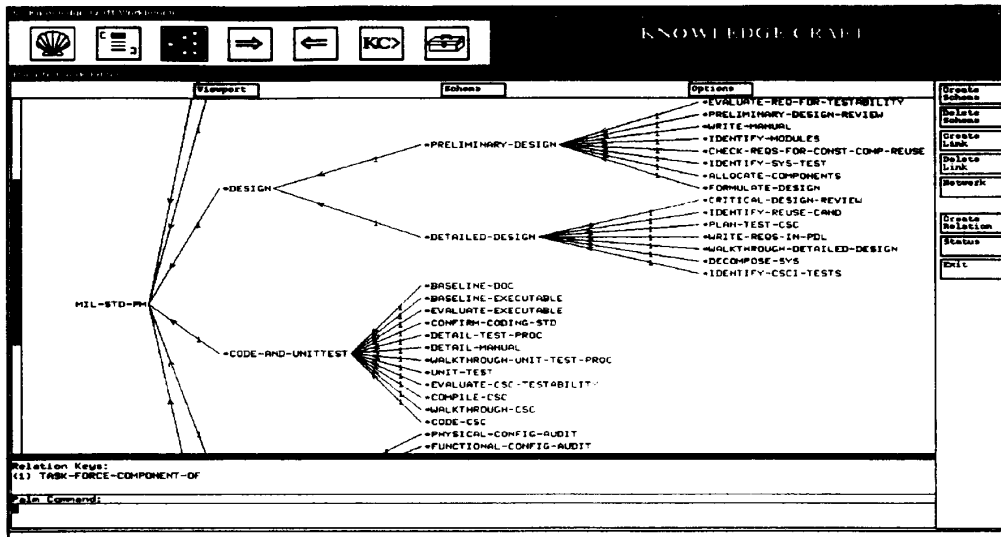 Knowledge Craft Workbench
KNOWLEDGE CRAFT
KC>
Viewport
Schema
Options
Create Schema
Delete Schema
Create Link
Delete Link
Network
Create Relation
Status
Exit
+EVALUATE-REQ-FOR-TESTABILITY
+PRELIMINARY-DESIGN-REVIEW
+WRITE-MANUAL
+IDENTIFY-MODULES
+CHECK-REQS-FOR-CONST-COMP-REUSE
+IDENTIFY-SYS-TEST
+ALLOCATE-COMPONENTS
+FORMULATE-DESIGN
+PRELIMINARY-DESIGN
+DESIGN
+CRITICAL-DESIGN-REVIEW
+IDENTIFY-REUSE-CAND
+PLAN-TEST-CSC
+WRITE-REQS-IN-PDL
+WALKTHROUGH-DETAILED-DESIGN
+DECOMPOSE-SYS
+IDENTIFY-CSCI-TESTS
+DETAILED-DESIGN
MIL-STD-PM
+CODE-AND-UNITTEST
+BASELINE-DOC
+BASELINE-EXECUTABLE
+EVALUATE-EXECUTABLE
+CONFIRM-CODING-STD
+DETAIL-TEST-PROC
+DETAIL-MANUAL
+WALKTHROUGH-UNIT-TEST-PROC
+UNIT-TEST
+EVALUATE-CSC-TESTABILITY
+COMPILE-CSC
+WALKTHROUGH-CSC
+CODE-CSC
+PHYSICAL-CONFIG-AUDIT
+FUNCTIONAL-CONFIG-AUDIT
Relation Keys:
(1) TASK-FORCE-COMPONENT-OF
Palm Command: